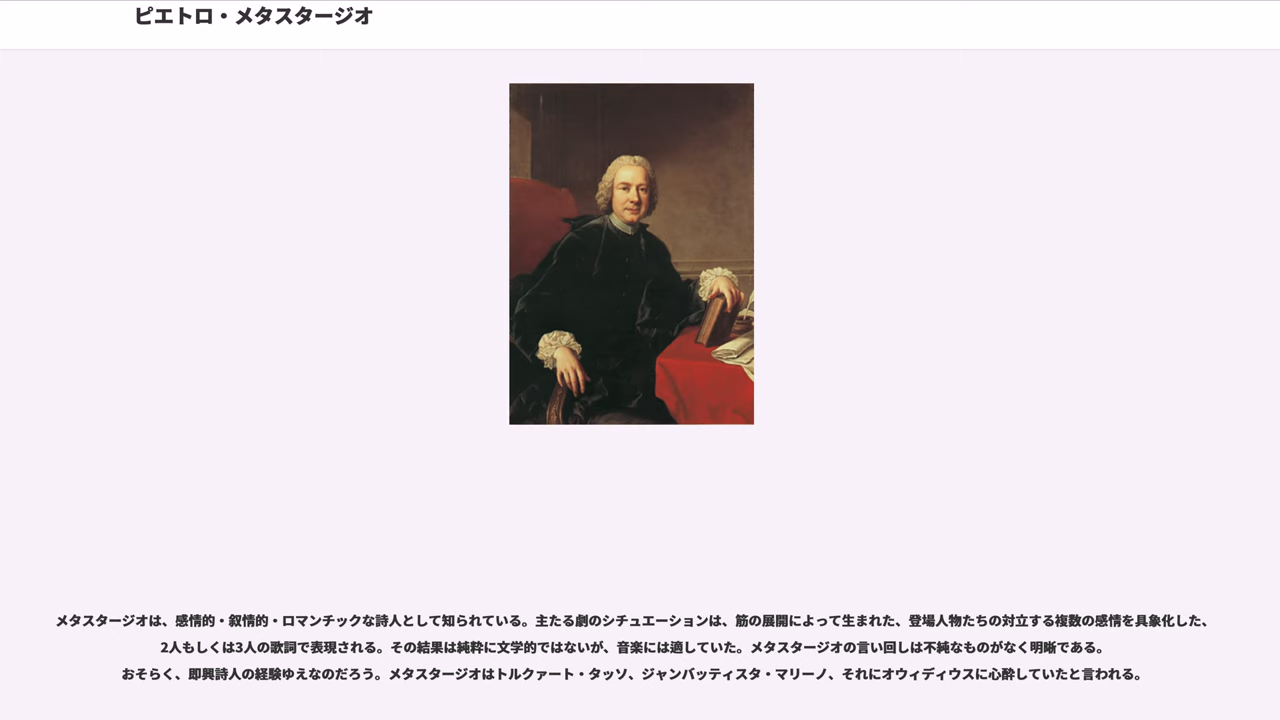 ピエトロ・メタスタージオ
メタスタージオは、感情的・叙情的・ロマンチックな詩人として知られている。主たる劇のシチュエーションは、筋の展開によって生まれた、登場人物たちの対立する複数の感情を具象化した、
2人もしくは3人の歌詞で表現される。その結果は純粋に文学的ではないが、音楽には適していた。メタスタージオの言い回しは不純なものがなく明晰である。
おそらく、即興詩人の経験ゆえなのだろう。メタスタージオはトルクァート・タッソ、ジャンバッティスタ・マリーノ、それにオウィディウスに心酔していたと言われる。